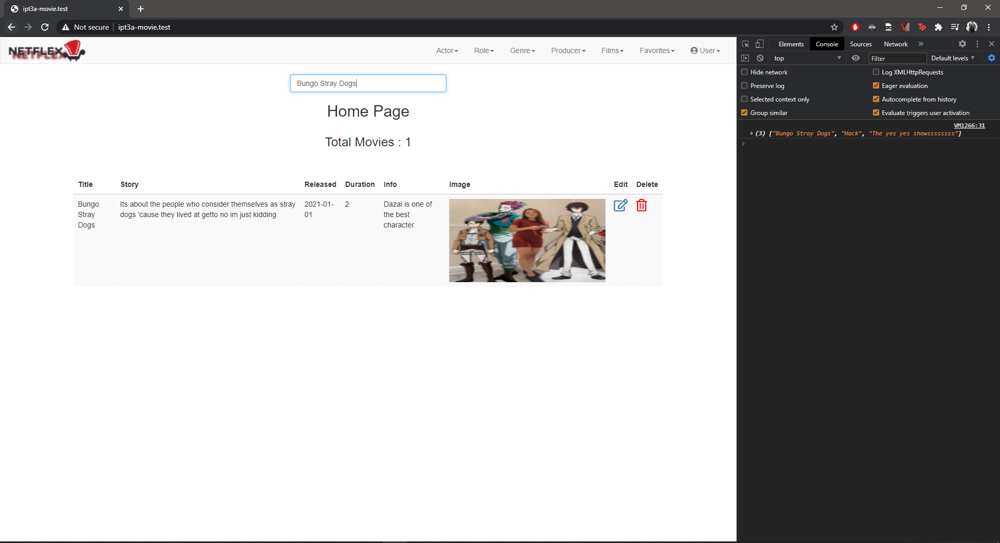 ipt3a-movie.test
Not secure
ipt3a-movie.test
Tp
NETFLEX
NETFLEX
Actor
Role
Genre
Producer
Films
Favorites
User
Bungo Stray Dogs
Home Page
Total Movies : 1
Title Story Released Duration Info Image Edit Delete
Bungo Stray Dogs
Its about the people who consider themselves as stray
dogs 'cause they lived at getto no im just kidding
2021-01-
01
2
Dazai is one of
the best
character
Elements Console Sources Network
top Filter Default levels
Hide network
Log XMLHttpRequests
Preserve log
Eager evaluation
Selected context only
Autocomplete from history
Group similar
Evaluate triggers user activation
VM1266:31
(3) ["Bungo Stray Dogs", "Hack", "The yes yes showssssssss"]